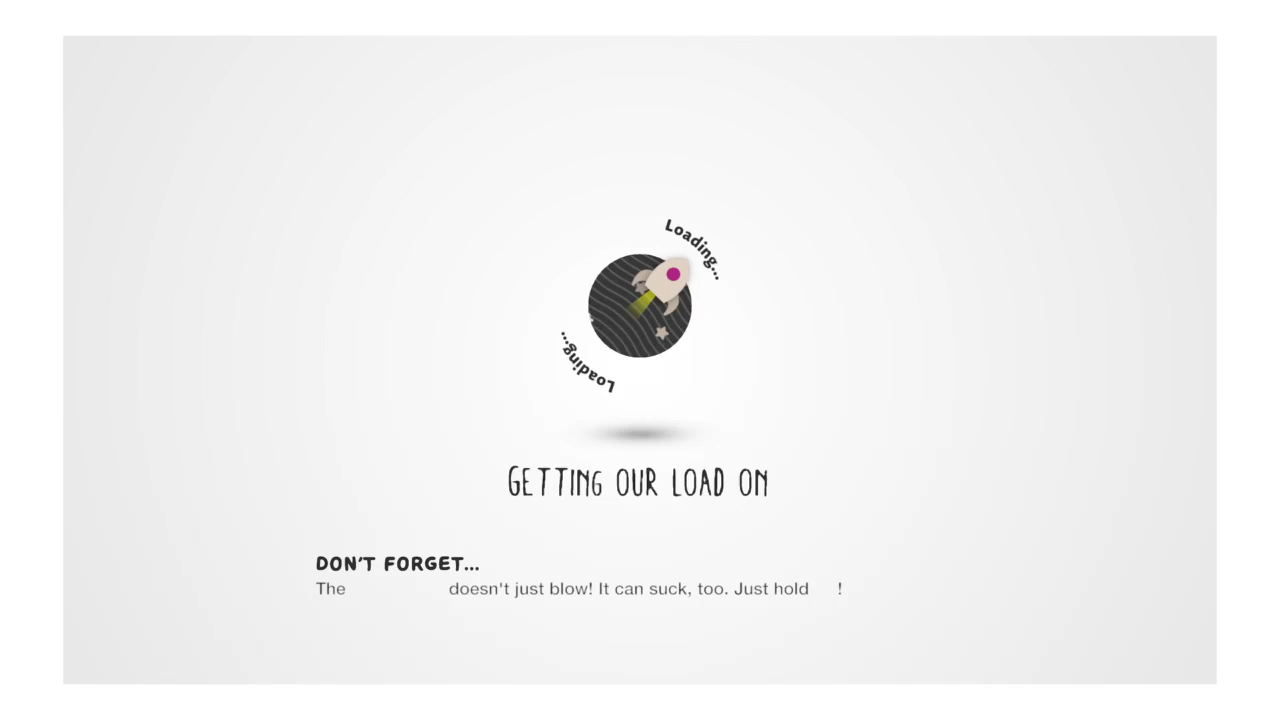 Loading...
Loading...
GETTING OUR LOAD ON
DON'T FORGET...
The doesn't just blow! It can suck, too. Just hold !